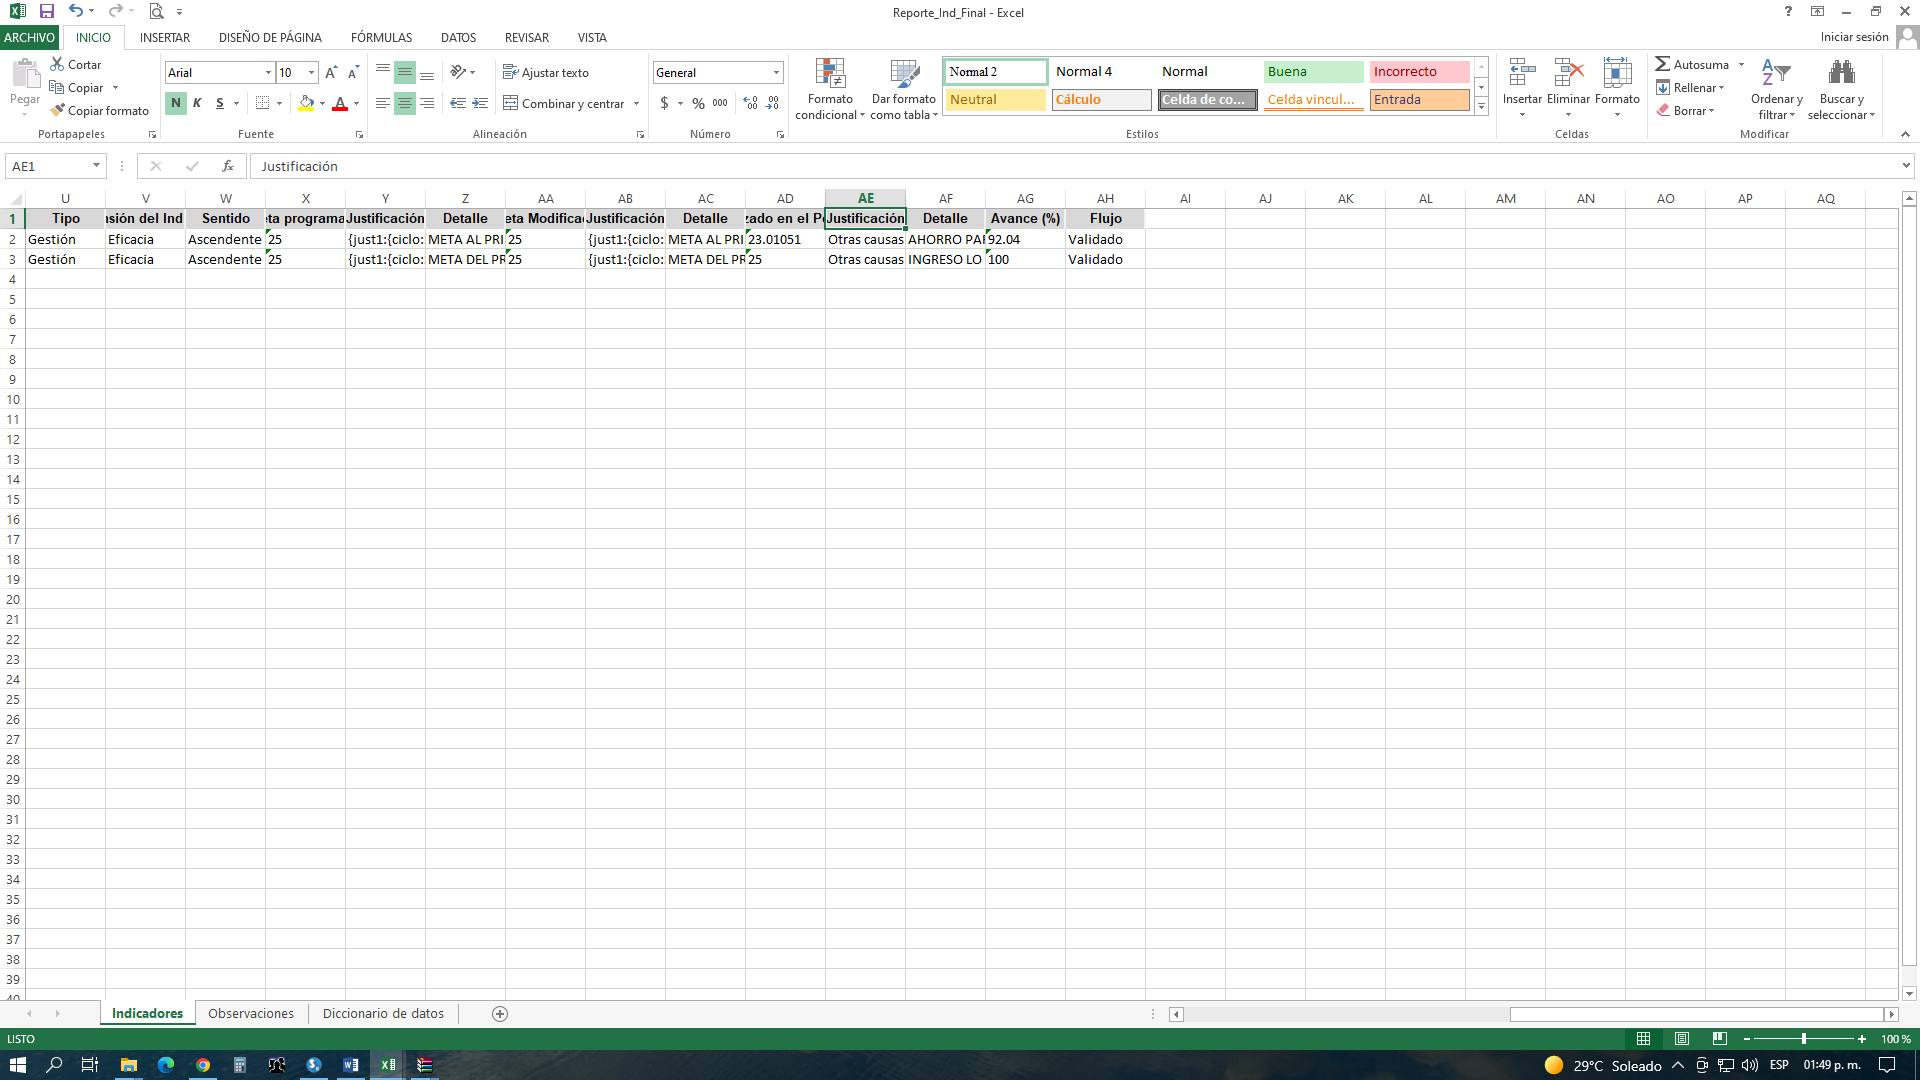 Reporte_Ind_Final - Excel
ARCHIVO INICIO INSERTAR DISEÑO DE PÁGINA FÓRMULAS DATOS REVISAR VISTA Iniciar sesión
Pegar
Cortar
Copiar
Copiar formato
Portapapeles
Arial 10
N K S
Fuente
Ajustar texto
Combinar y centrar
Alineación
General
$ % 000
Número
Formato condicional
Dar formato como tabla
Normal 2 Normal 4 Normal Buena Incorrecto
Neutral Cálculo Celda de co... Celda vincul... Entrada
Estilos
Insertar Eliminar Formato
Celdas
Autosuma
Rellenar
Borrar
Ordenar y filtrar
Buscar y seleccionar
Modificar
AE1 fx Justificación
U V W X Y Z AA AB AC AD AE AF AG AH AI AJ AK AL AM AN AO AP AQ
1 Tipo nsión del Ind Sentido eta programa Justificación Detalle eta Modifica Justificación Detalle zado en el Pe Justificación Detalle Avance (%) Flujo
2 Gestión Eficacia Ascendente 25 {just1:{ciclo: META AL PRI 25 {just1:{ciclo: META AL PRI 23.01051 Otras causas AHORRO PAR 92.04 Validado
3 Gestión Eficacia Ascendente 25 {just1:{ciclo: META DEL PR 25 {just1:{ciclo: META DEL PR 25 Otras causas INGRESO LO 100 Validado
4
5
6
7
8
9
10
11
12
13
14
15
16
17
18
19
20
21
22
23
24
25
26
27
28
29
30
31
32
33
34
35
36
37
38
39
40
Indicadores Observaciones Diccionario de datos
LISTO 100 %
29°C Soleado ESP 01:49 p. m.